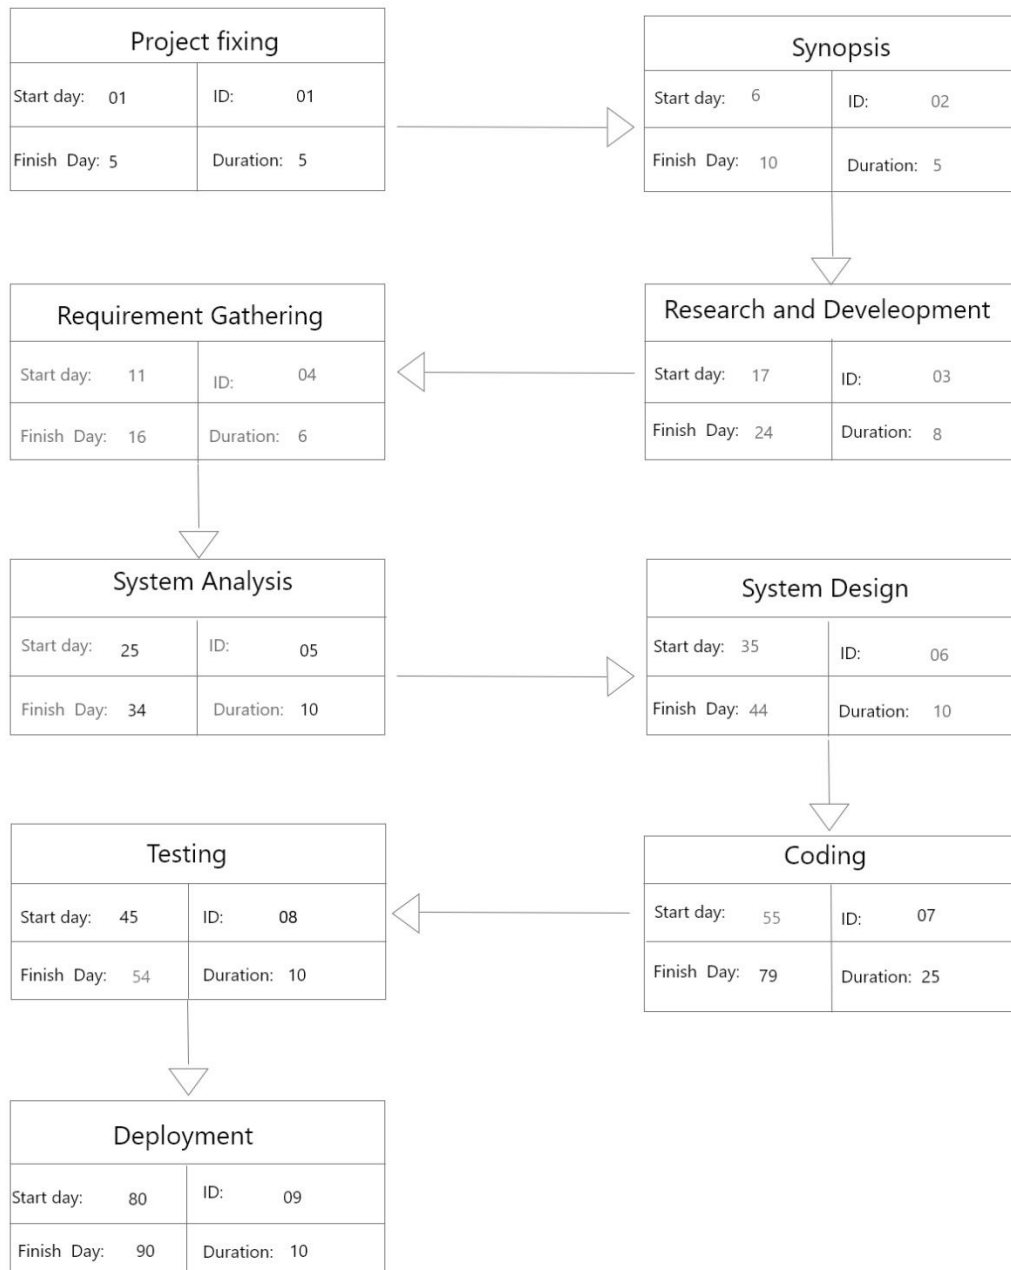 Project fixing
Start day: 01 ID: 01
Finish Day: 5 Duration: 5
Synopsis
Start day: 6 ID: 02
Finish Day: 10 Duration: 5
Requirement Gathering
Start day: 11 ID: 04
Finish Day: 16 Duration: 6
Research and Develeopment
Start day: 17 ID: 03
Finish Day: 24 Duration: 8
System Analysis
Start day: 25 ID: 05
Finish Day: 34 Duration: 10
System Design
Start day: 35 ID: 06
Finish Day: 44 Duration: 10
Testing
Start day: 45 ID: 08
Finish Day: 54 Duration: 10
Coding
Start day: 55 ID: 07
Finish Day: 79 Duration: 25
Deployment
Start day: 80 ID: 09
Finish Day: 90 Duration: 10